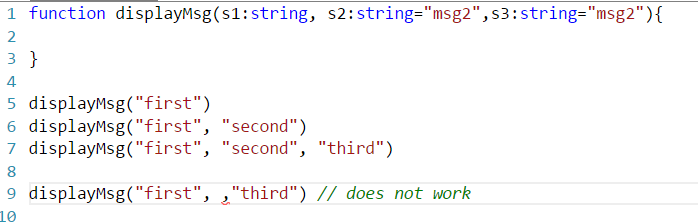 1 function displayMsg(s1:string, s2:string="msg2",s3:string="msg2"){
2
3 }
4
5 displayMsg("first")
6 displayMsg("first", "second")
7 displayMsg("first", "second", "third")
8
9 displayMsg("first", ,"third") // does not work
10